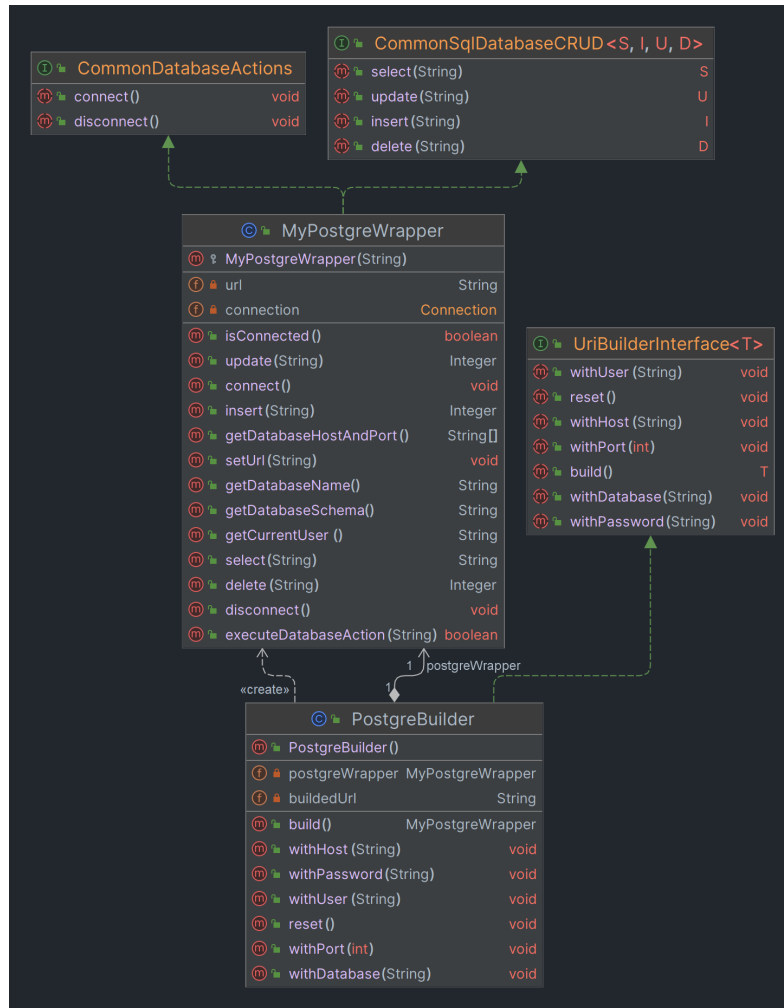 CommonDatabaseActions
connect() void
disconnect() void
CommonSqlDatabaseCRUD<S, I, U, D>
select(String) S
update(String) U
insert(String) I
delete(String) D
MyPostgreWrapper
MyPostgreWrapper(String)
url String
connection Connection
isConnected() boolean
update(String) Integer
connect() void
insert(String) Integer
getDatabaseHostAndPort() String[]
setUrl(String) void
getDatabaseName() String
getDatabaseSchema() String
getCurrentUser () String
select(String) String
delete(String) Integer
disconnect() void
executeDatabaseAction(String) boolean
UriBuilderInterface<T>
withUser(String) void
reset() void
withHost(String) void
withPort(int) void
build() T
withDatabase(String) void
withPassword(String) void
1 postgreWrapper
«create» 1
PostgreBuilder
PostgreBuilder()
postgreWrapper MyPostgreWrapper
buildedUrl String
build() MyPostgreWrapper
withHost(String) void
withPassword(String) void
withUser(String) void
reset() void
withPort(int) void
withDatabase(String) void